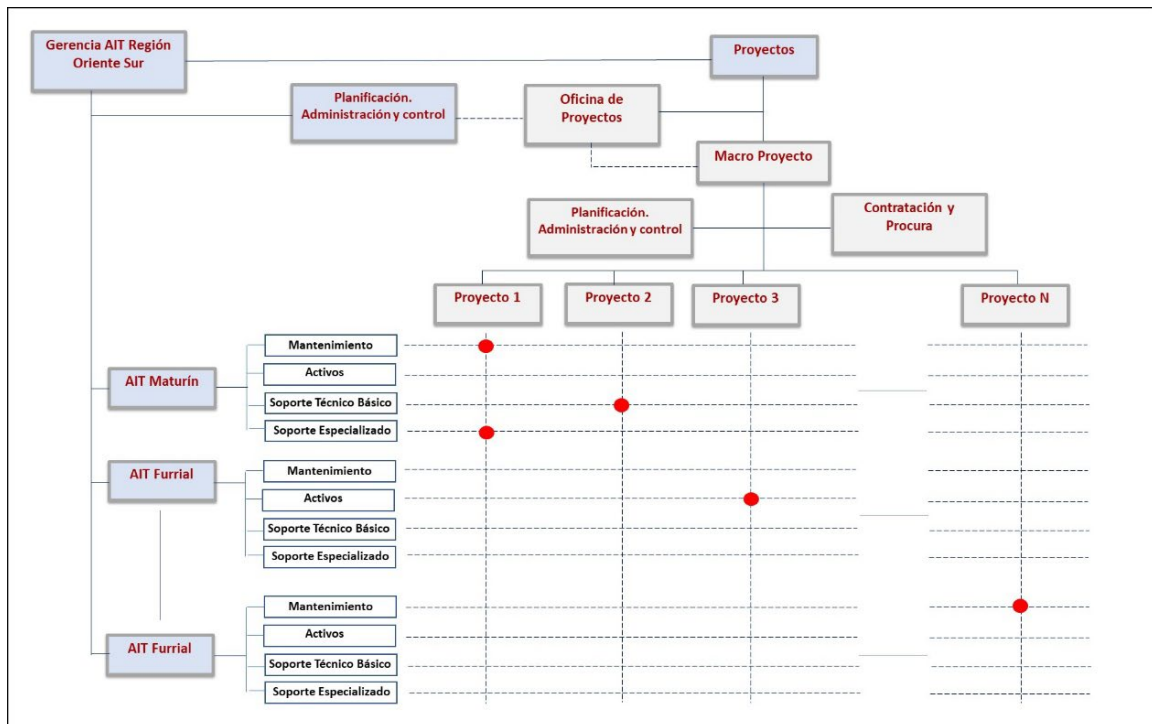 Gerencia AIT Región
Oriente Sur
Proyectos
Planificación.
Administración y control
Oficina de
Proyectos
Macro Proyecto
Planificación.
Administración y control
Contratación y
Procura
Proyecto 1
Proyecto 2
Proyecto 3
Proyecto N
AIT Maturín
Mantenimiento
Activos
Soporte Técnico Básico
Soporte Especializado
AIT Furrial
Mantenimiento
Activos
Soporte Técnico Básico
Soporte Especializado
AIT Furrial
Mantenimiento
Activos
Soporte Técnico Básico
Soporte Especializado